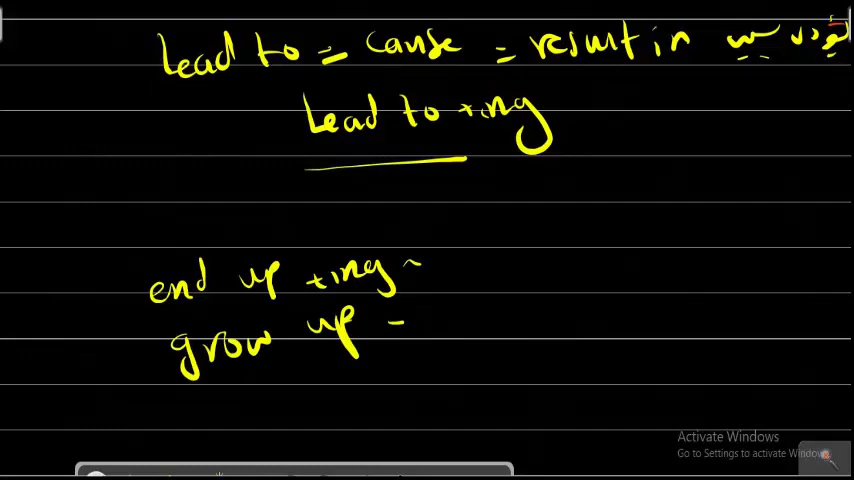 Lead to = cause = result in يسبب
Lead to +ing
end up +ing -
grow up -
Activate Windows
Go to Settings to activate Windows.